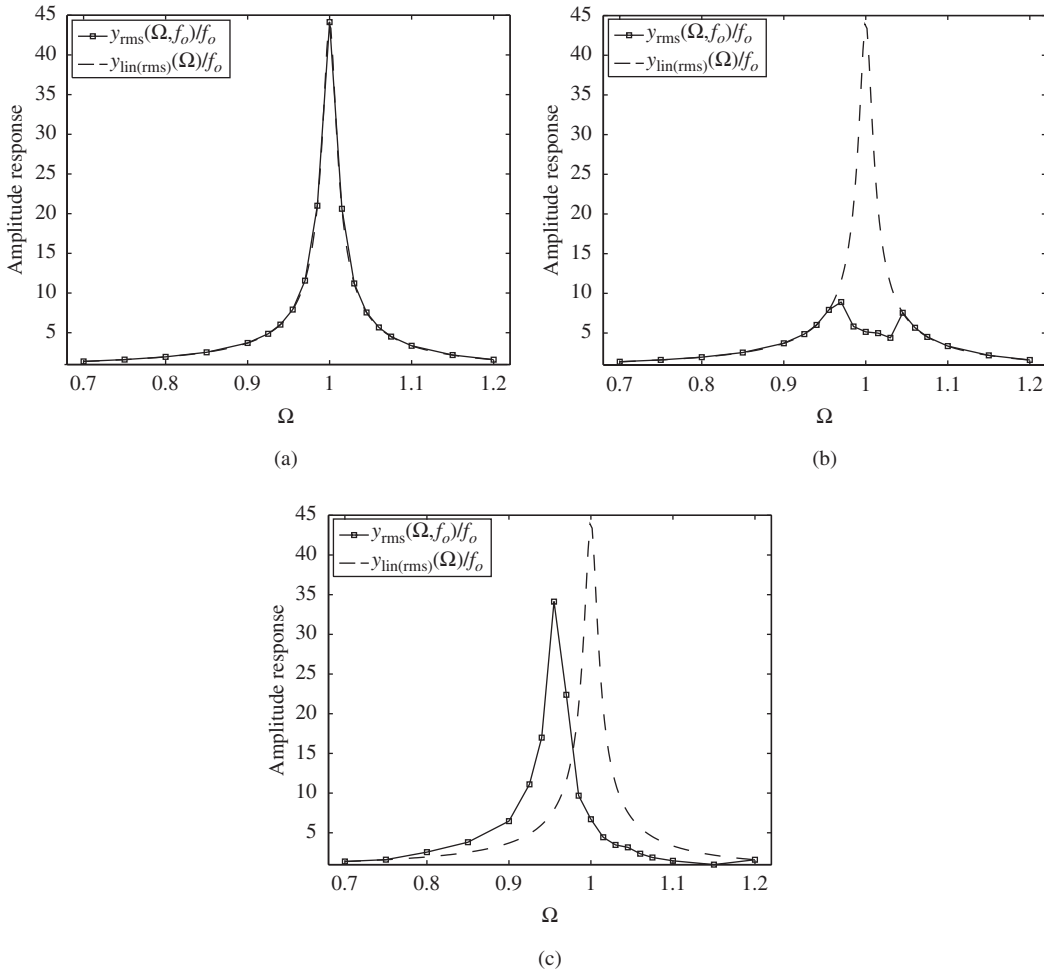 45
40
35
30
25
20
15
10
5
Amplitude response
y_rms(Ω,f_o)/f_o
y_lin(rms)(Ω)/f_o
0.7 0.8 0.9 1 1.1 1.2
Ω
(a)
45
40
35
30
25
20
15
10
5
Amplitude response
y_rms(Ω,f_o)/f_o
y_lin(rms)(Ω)/f_o
0.7 0.8 0.9 1 1.1 1.2
Ω
(b)
45
40
35
30
25
20
15
10
5
Amplitude response
y_rms(Ω,f_o)/f_o
y_lin(rms)(Ω)/f_o
0.7 0.8 0.9 1 1.1 1.2
Ω
(c)